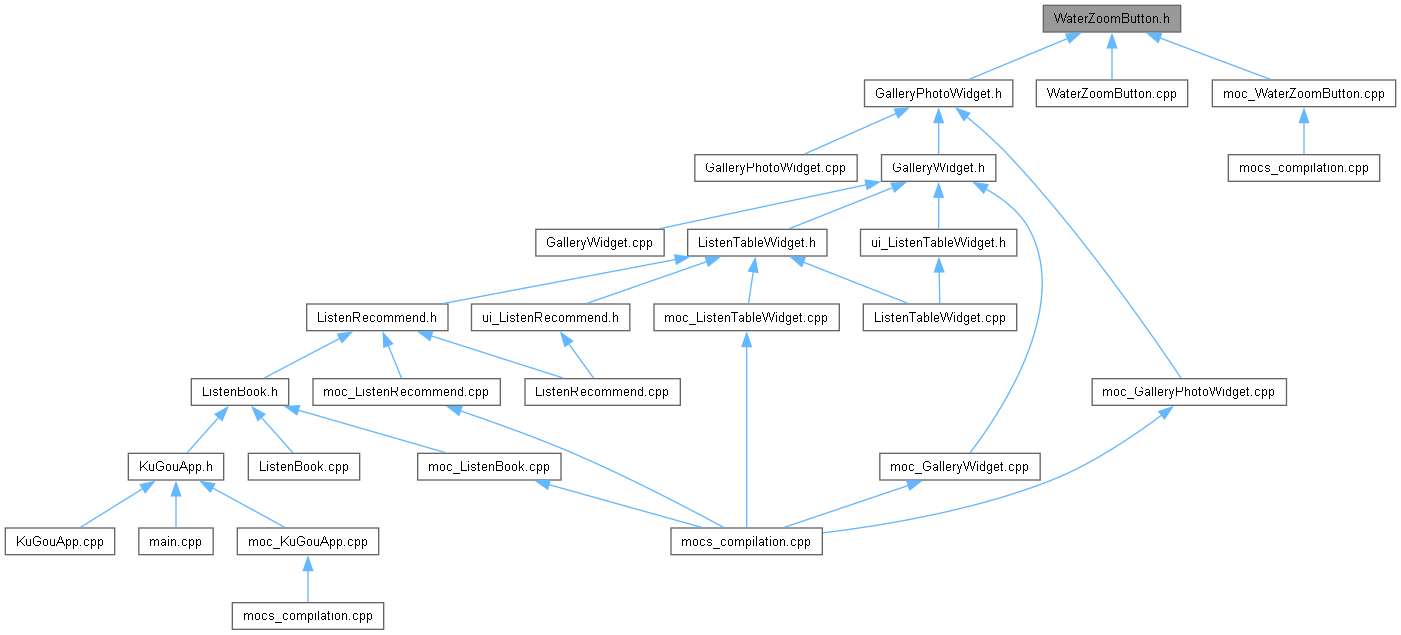 WaterZoomButton.h
GalleryPhotoWidget.h
WaterZoomButton.cpp
moc_WaterZoomButton.cpp
GalleryPhotoWidget.cpp
GalleryWidget.h
mocs_compilation.cpp
GalleryWidget.cpp
ListenTableWidget.h
ui_ListenTableWidget.h
ListenRecommend.h
ui_ListenRecommend.h
moc_ListenTableWidget.cpp
ListenTableWidget.cpp
ListenBook.h
moc_ListenRecommend.cpp
ListenRecommend.cpp
moc_GalleryPhotoWidget.cpp
KuGouApp.h
ListenBook.cpp
moc_ListenBook.cpp
moc_GalleryWidget.cpp
KuGouApp.cpp
main.cpp
moc_KuGouApp.cpp
mocs_compilation.cpp
mocs_compilation.cpp